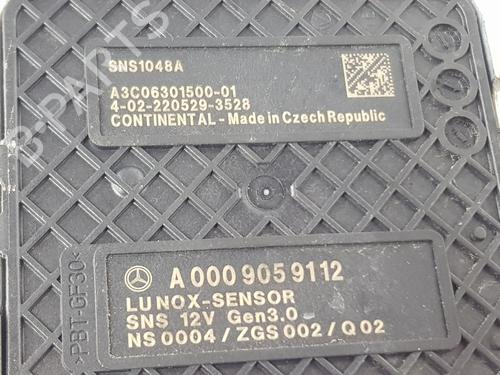 B-PARTS
SNS1048A
A3C06301500-01
4-02-220529-3528
CONTINENTAL - Made in Czech Republic
>PBT-GF30<
A 000 905 91 12
LU NOX-SENSOR
SNS 12V Gen3.0
NS 0004 / ZGS 002 / Q 02